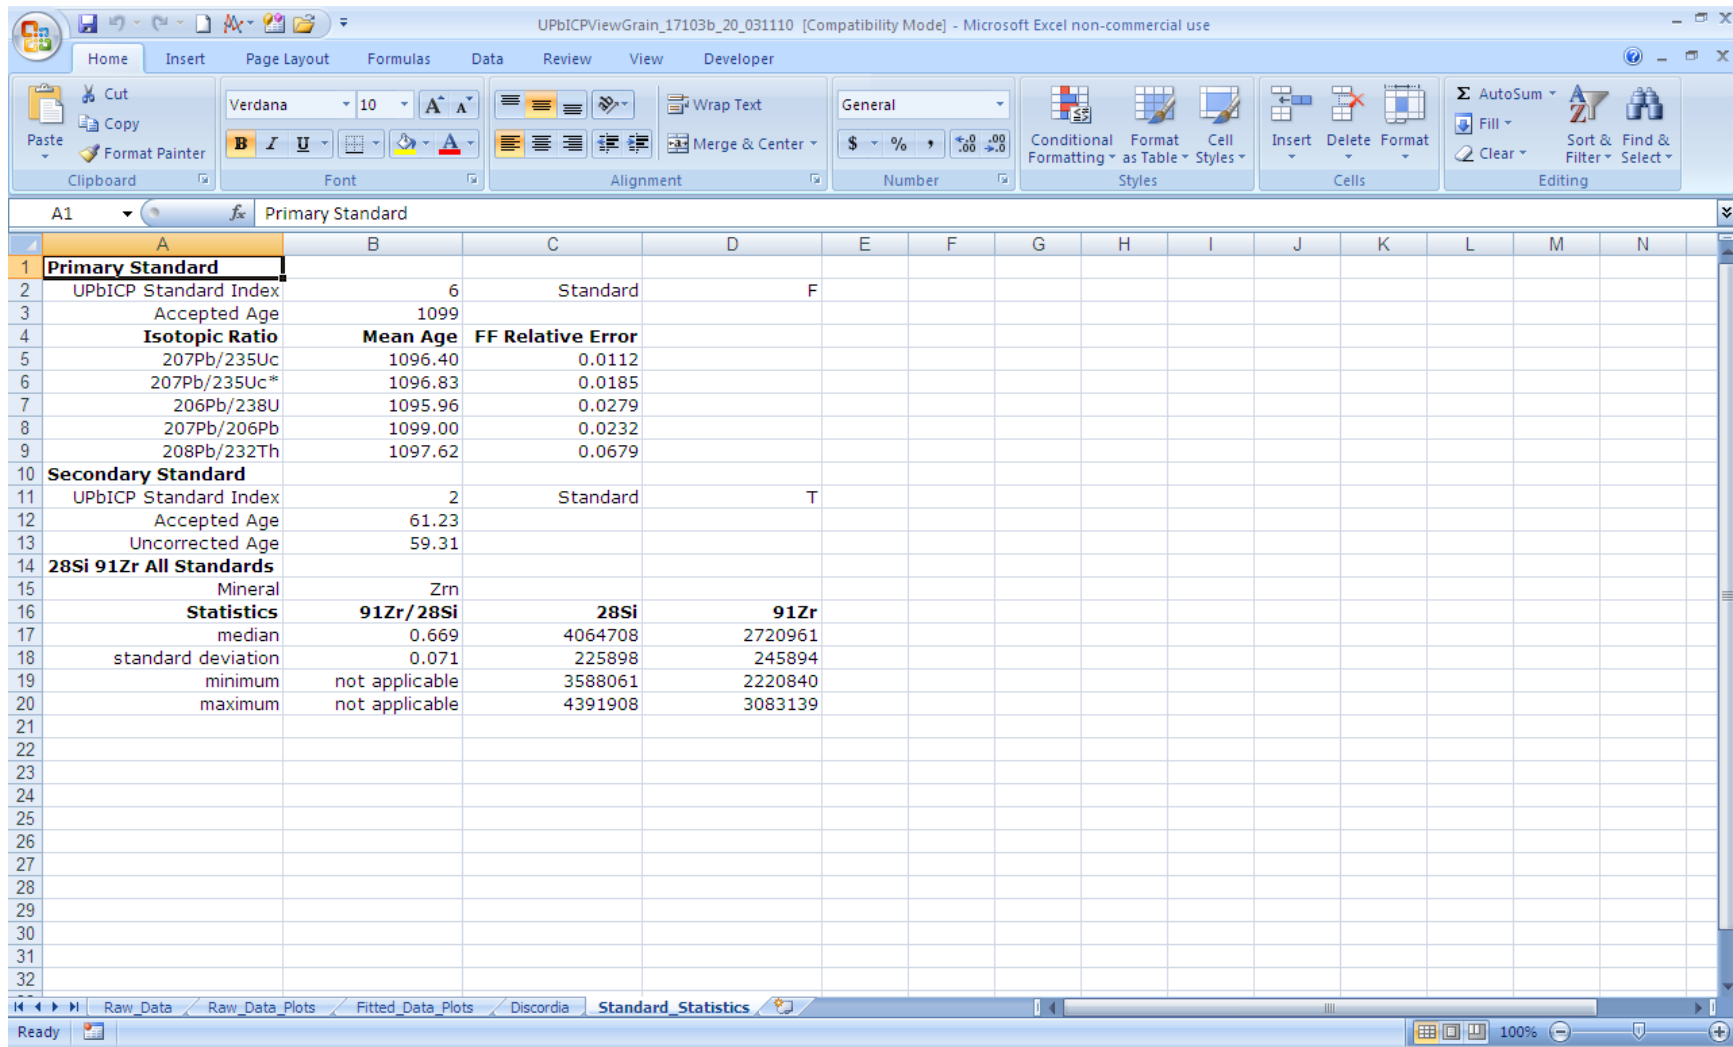 UPbICPViewGrain_17103b_20_031110 [Compatibility Mode] - Microsoft Excel non-commercial use
Home Insert Page Layout Formulas Data Review View Developer
Paste
Cut
Copy
Format Painter
Clipboard
Verdana 10 A A
B I U A
Font
Wrap Text
Merge & Center
Alignment
General
$ % , .0 .00 .00 .0
Number
Conditional Formatting
Format as Table
Cell Styles
Styles
Insert Delete Format
Cells
Σ AutoSum
Fill
Clear
Sort & Filter
Find & Select
Editing
A1 fx Primary Standard
A B C D E F G H I J K L M N
1 Primary Standard
2 UPbICP Standard Index 6 Standard F
3 Accepted Age 1099
4 Isotopic Ratio Mean Age FF Relative Error
5 207Pb/235Uc 1096.40 0.0112
6 207Pb/235Uc* 1096.83 0.0185
7 206Pb/238U 1095.96 0.0279
8 207Pb/206Pb 1099.00 0.0232
9 208Pb/232Th 1097.62 0.0679
10 Secondary Standard
11 UPbICP Standard Index 2 Standard T
12 Accepted Age 61.23
13 Uncorrected Age 59.31
14 28Si 91Zr All Standards
15 Mineral Zrn
16 Statistics 91Zr/28Si 28Si 91Zr
17 median 0.669 4064708 2720961
18 standard deviation 0.071 225898 245894
19 minimum not applicable 3588061 2220840
20 maximum not applicable 4391908 3083139
21
22
23
24
25
26
27
28
29
30
31
32
Raw_Data Raw_Data_Plots Fitted_Data_Plots Discordia Standard_Statistics
Ready 100%